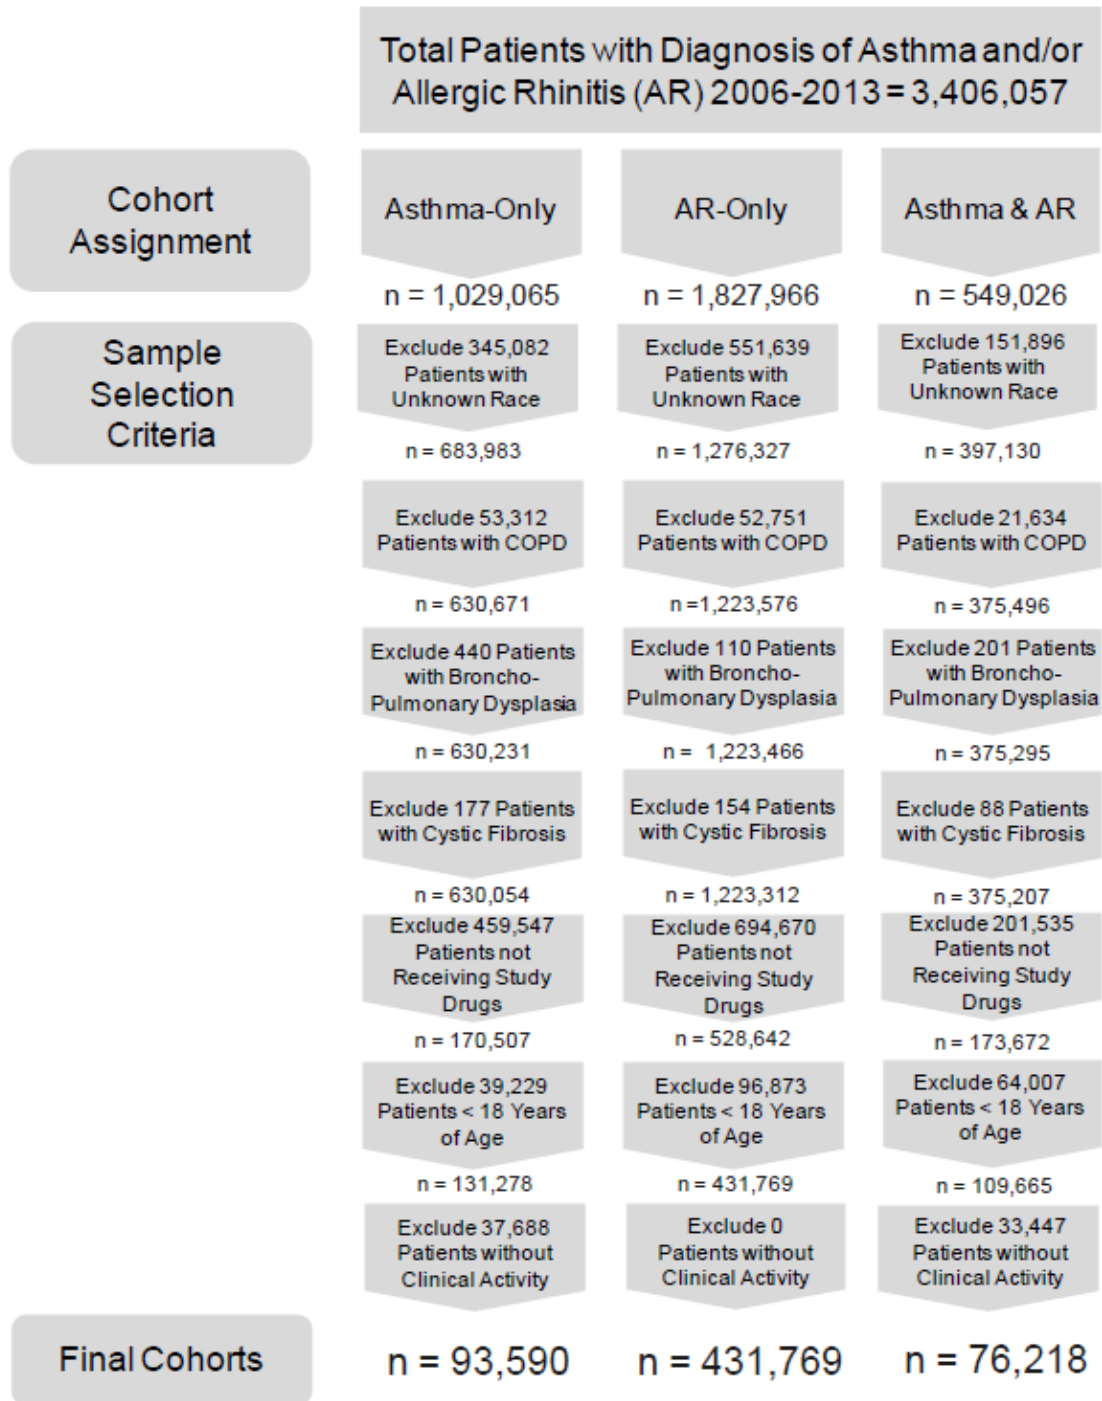 Total Patients with Diagnosis of Asthma and/or
Allergic Rhinitis (AR) 2006-2013 = 3,406,057
Cohort
Assignment
Asthma-Only
AR-Only
Asthma & AR
n = 1,029,065
n = 1,827,966
n = 549,026
Sample
Selection
Criteria
Exclude 345,082
Patients with
Unknown Race
Exclude 551,639
Patients with
Unknown Race
Exclude 151,896
Patients with
Unknown Race
n = 683,983
n = 1,276,327
n = 397,130
Exclude 53,312
Patients with COPD
Exclude 52,751
Patients with COPD
Exclude 21,634
Patients with COPD
n = 630,671
n =1,223,576
n = 375,496
Exclude 440 Patients
with Broncho-
Pulmonary Dysplasia
Exclude 110 Patients
with Broncho-
Pulmonary Dysplasia
Exclude 201 Patients
with Broncho-
Pulmonary Dysplasia
n = 630,231
n = 1,223,466
n = 375,295
Exclude 177 Patients
with Cystic Fibrosis
Exclude 154 Patients
with Cystic Fibrosis
Exclude 88 Patients
with Cystic Fibrosis
n = 630,054
n = 1,223,312
n = 375,207
Exclude 459,547
Patients not
Receiving Study
Drugs
Exclude 694,670
Patients not
Receiving Study
Drugs
Exclude 201,535
Patients not
Receiving Study
Drugs
n = 170,507
n = 528,642
n = 173,672
Exclude 39,229
Patients < 18 Years
of Age
Exclude 96,873
Patients < 18 Years
of Age
Exclude 64,007
Patients < 18 Years
of Age
n = 131,278
n = 431,769
n = 109,665
Exclude 37,688
Patients without
Clinical Activity
Exclude 0
Patients without
Clinical Activity
Exclude 33,447
Patients without
Clinical Activity
Final Cohorts
n = 93,590
n = 431,769
n = 76,218